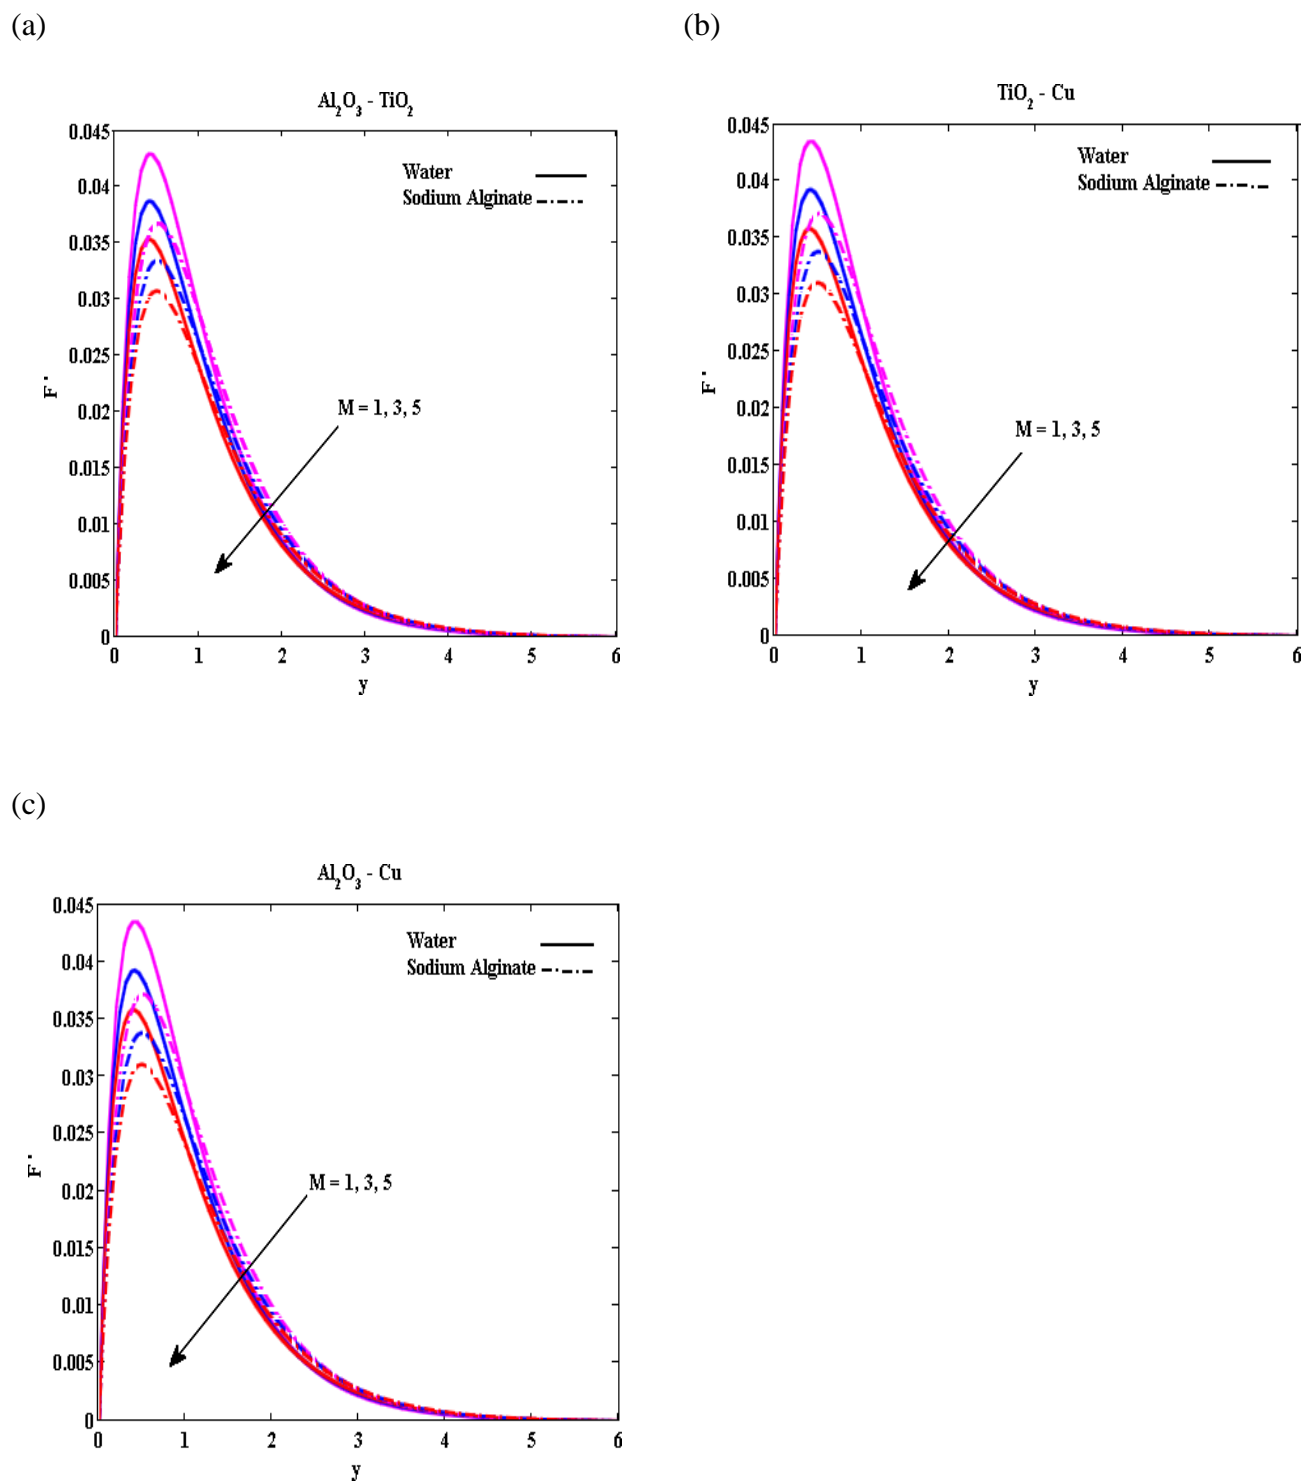 (a)
Al₂O₃ - TiO₂
0.045
0.04
0.035
0.03
0.025
0.02
0.015
0.01
0.005
0
F'
Water
Sodium Alginate
M = 1, 3, 5
0 1 2 3 4 5 6
y
(b)
TiO₂ - Cu
0.045
0.04
0.035
0.03
0.025
0.02
0.015
0.01
0.005
0
F'
Water
Sodium Alginate
M = 1, 3, 5
0 1 2 3 4 5 6
y
(c)
Al₂O₃ - Cu
0.045
0.04
0.035
0.03
0.025
0.02
0.015
0.01
0.005
0
F'
Water
Sodium Alginate
M = 1, 3, 5
0 1 2 3 4 5 6
y